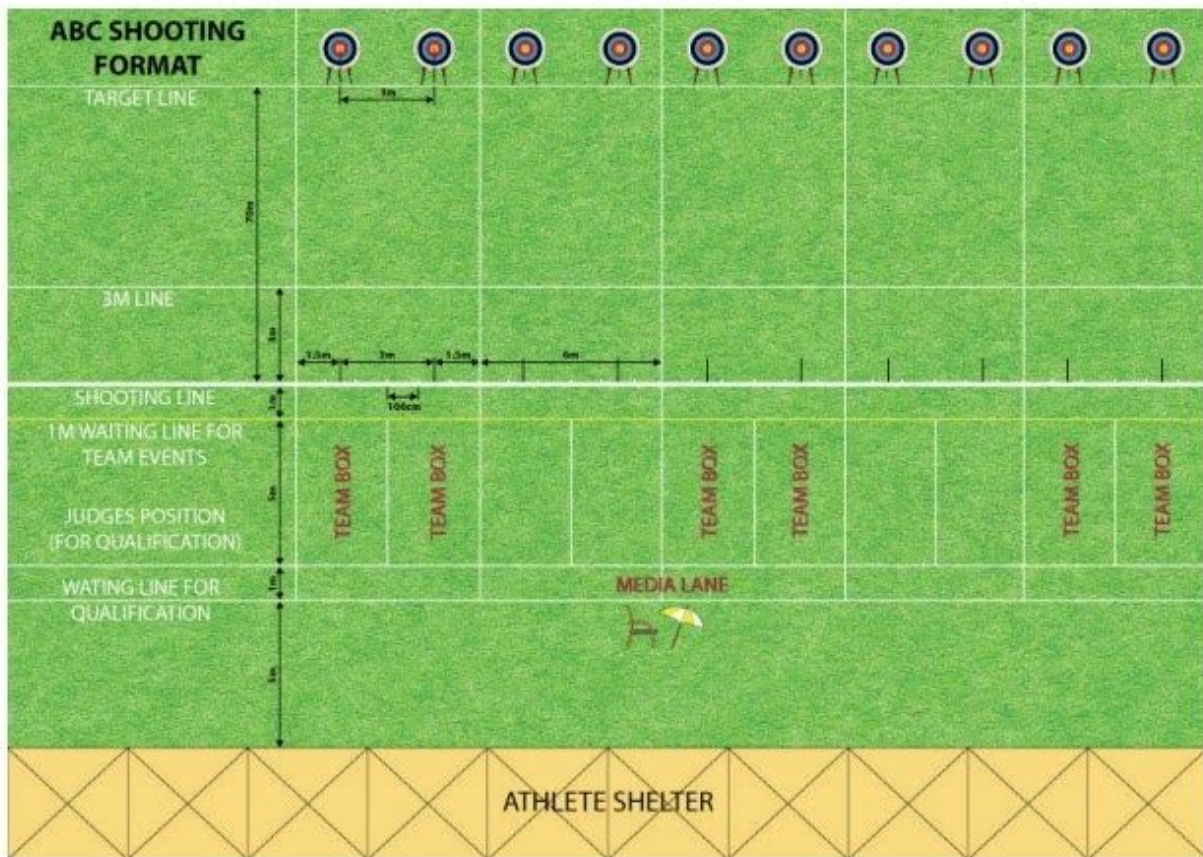 ABC SHOOTING
FORMAT
TARGET LINE
3m
70m
3M LINE
3m
1.5m
3m
1.5m
6m
SHOOTING LINE
1m
100cm
1M WAITING LINE FOR
TEAM EVENTS
5m
TEAM BOX
TEAM BOX
TEAM BOX
TEAM BOX
TEAM BOX
TEAM BOX
JUDGES POSITION
(FOR QUALIFICATION)
WATING LINE FOR
QUALIFICATION
1m
MEDIA LANE
5m
ATHLETE SHELTER